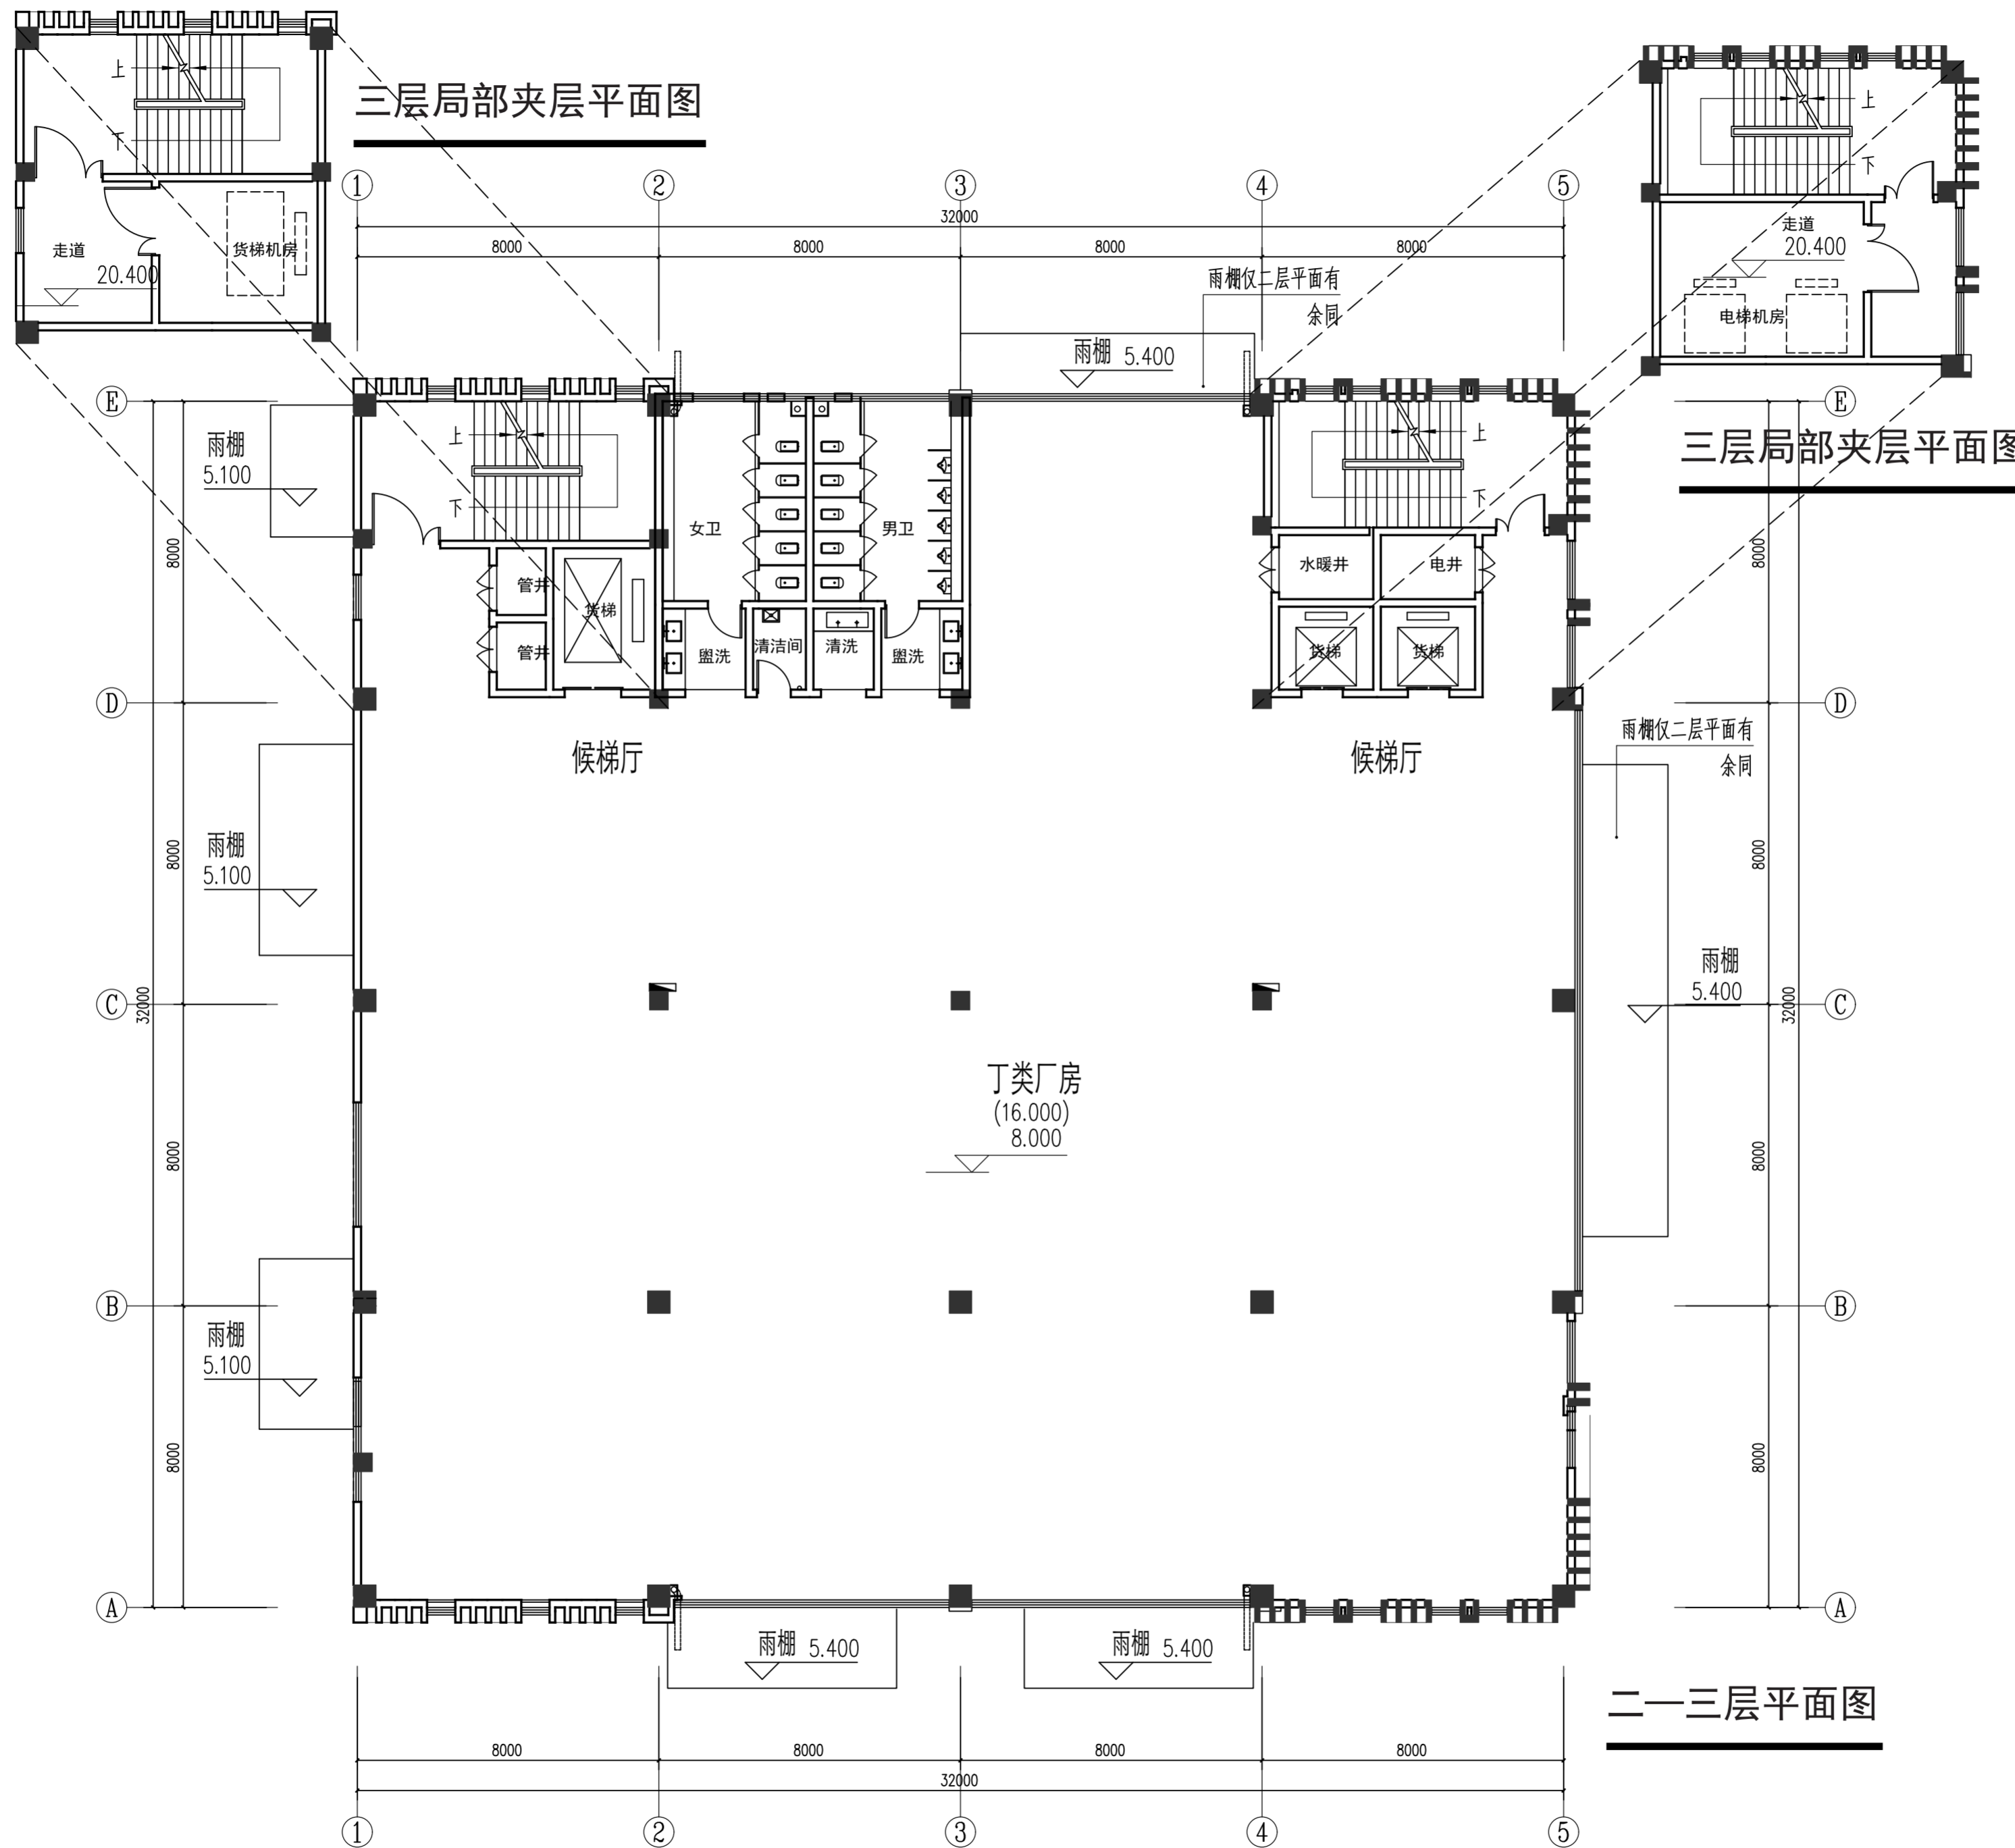 三层局部夹层平面图
上
下
走道
20.400
货梯机房
上
下
走道
20.400
电梯机房
三层局部夹层平面图
1
2
3
4
5
32000
8000
8000
8000
8000
雨棚仅二层平面有
余同
雨棚 5.400
E
D
C
B
A
8000
8000
8000
8000
32000
雨棚
5.100
雨棚
5.100
雨棚
5.100
上
下
管井
管井
货梯
女卫
男卫
盥洗
清洁间
清洗
盥洗
上
下
水暖井
电井
货梯
货梯
候梯厅
候梯厅
丁类厂房
(16.000)
8.000
雨棚仅二层平面有
余同
雨棚
5.400
E
D
C
B
A
8000
8000
8000
8000
32000
雨棚 5.400
雨棚 5.400
8000
8000
8000
8000
32000
1
2
3
4
5
二—三层平面图